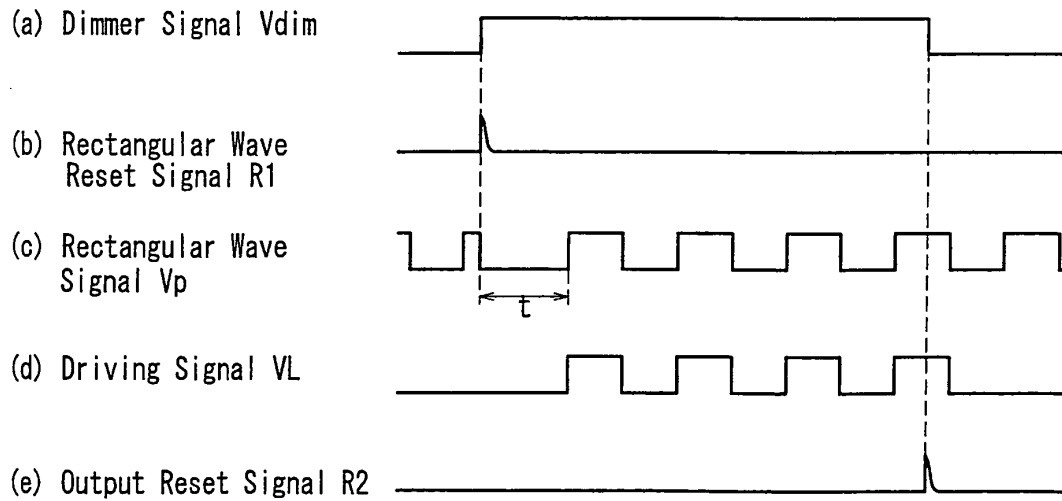 (a) Dimmer Signal Vdim
(b) Rectangular Wave
Reset Signal R1
(c) Rectangular Wave
Signal Vp
t
(d) Driving Signal VL
(e) Output Reset Signal R2